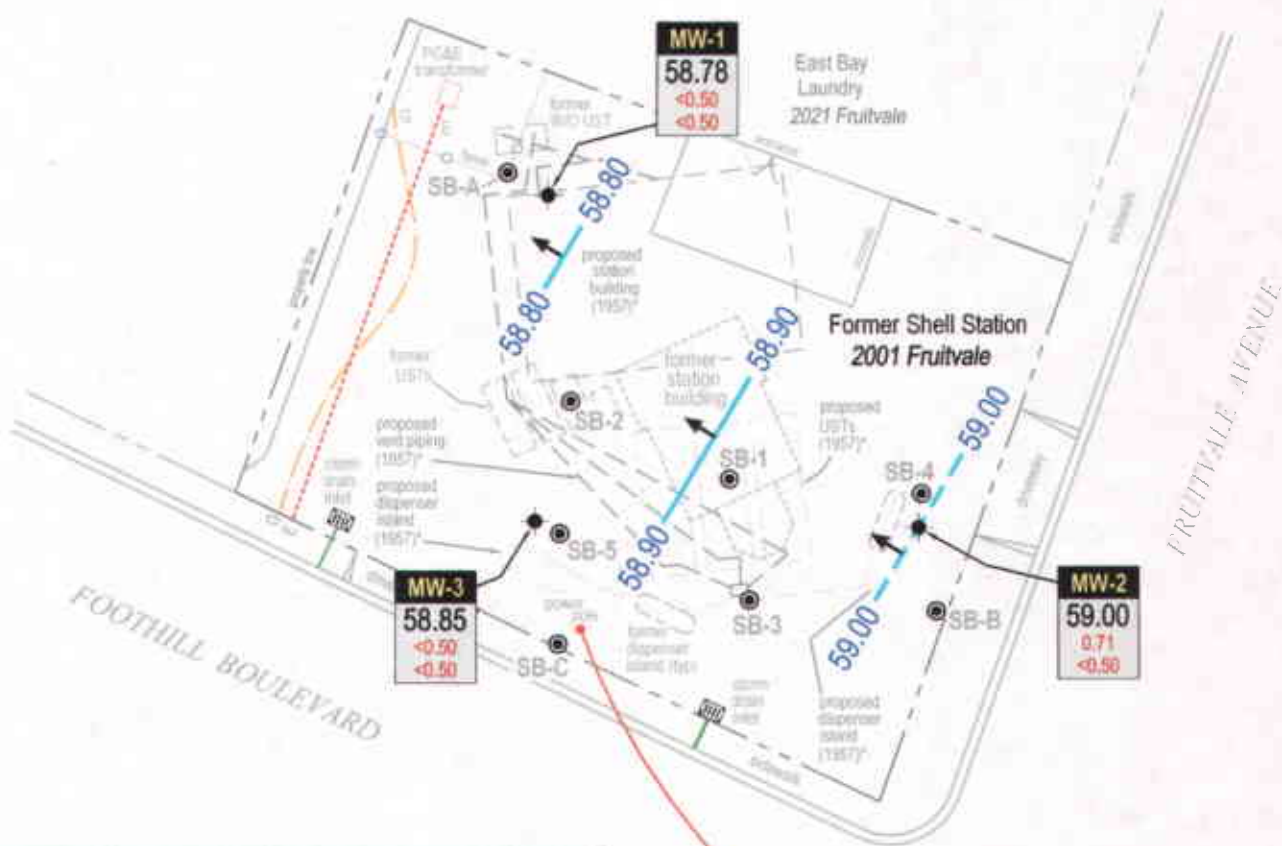 PG&E
transformer
former
W/O UST
MW-1
58.78
<0.50
<0.50
East Bay
Laundry
2021 Fruitvale
SB-A
58.80
proposed
station
building
(1957)*
58.80
Former Shell Station
2001 Fruitvale
former
USTs
former
station
building
58.90
proposed
USTs
(1957)*
59.00
SB-2
SB-1
SB-4
proposed
vent piping
(1957)*
storm
drain
inlet
proposed
dispenser
island
(1957)*
SB-5
58.90
MW-3
58.85
<0.50
<0.50
power
pole
SB-C
former
dispenser
SB-3
59.00
SB-B
MW-2
59.00
0.71
<0.50
storm
drain
inlet
proposed
dispenser
island
(1957)*
sidewalk
sidewalk
driveway
FOOTHILL BOULEVARD
FRUITVALE AVENUE